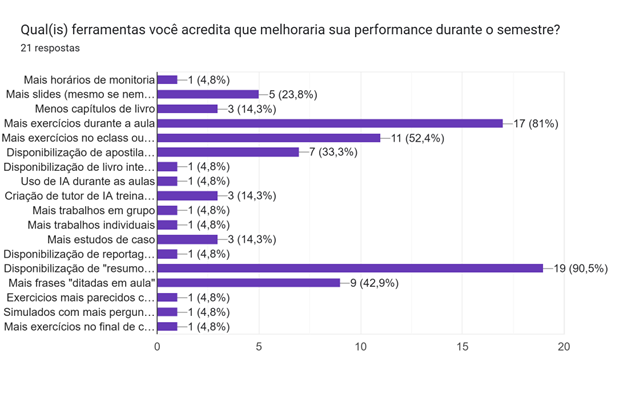 Qual(is) ferramentas você acredita que melhoraria sua performance durante o semestre?
21 respostas
Mais horários de monitoria 1 (4,8%)
Mais slides (mesmo se nem… 5 (23,8%)
Menos capítulos de livro 3 (14,3%)
Mais exercícios durante a aula 17 (81%)
Mais exercícios no eclass ou… 11 (52,4%)
Disponibilização de apostila… 7 (33,3%)
Disponibilização de livro inte… 1 (4,8%)
Uso de IA durante as aulas 1 (4,8%)
Criação de tutor de IA treina… 3 (14,3%)
Mais trabalhos em grupo 1 (4,8%)
Mais trabalhos individuais 1 (4,8%)
Mais estudos de caso 3 (14,3%)
Disponibilização de reportag… 1 (4,8%)
Disponibilização de "resumo… 19 (90,5%)
Mais frases "ditadas em aula" 9 (42,9%)
Exercicios mais parecidos c… 1 (4,8%)
Simulados com mais pergun… 1 (4,8%)
Mais exercícios no final de c… 1 (4,8%)
0 5 10 15 20